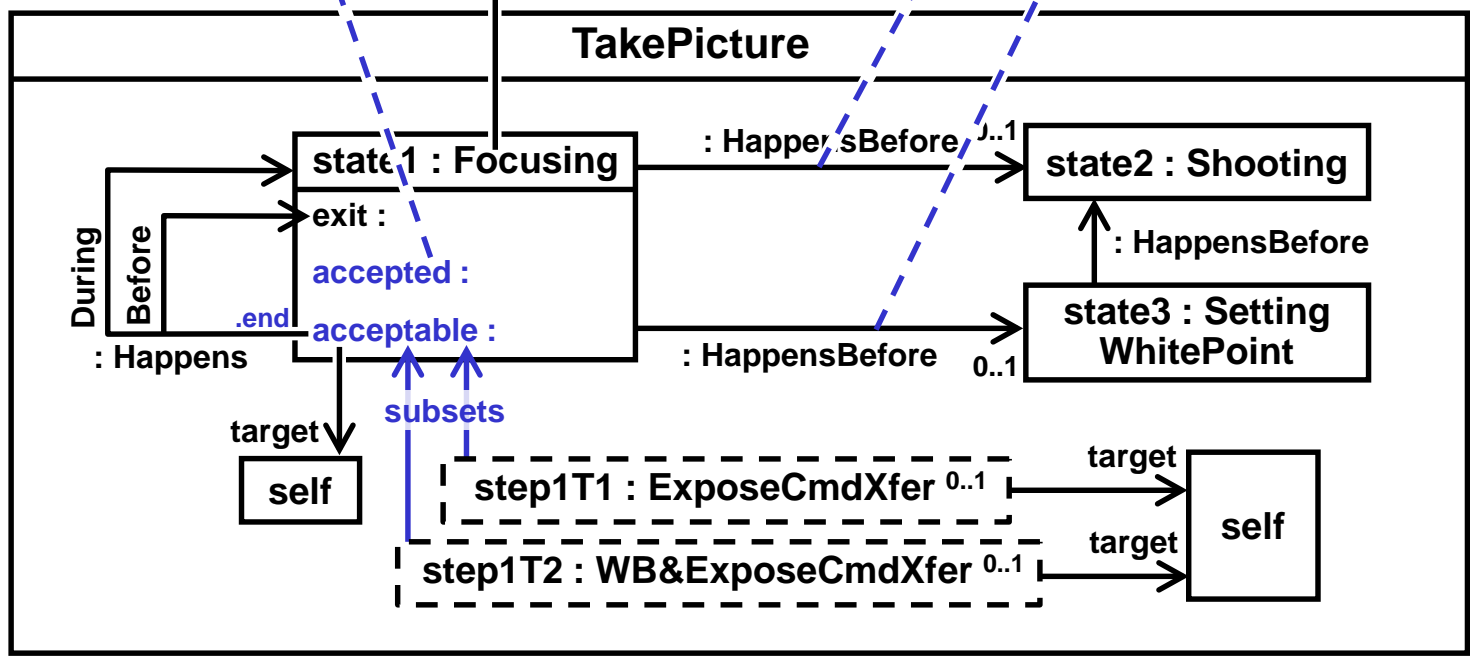 TakePicture
: HappensBefore 0..1
state1 : Focusing
state2 : Shooting
exit :
During
Before
: HappensBefore
accepted :
.end
acceptable :
state3 : Setting
WhitePoint
: Happens
: HappensBefore
0..1
subsets
target
self
step1T1 : ExposeCmdXfer 0..1
target
self
step1T2 : WB&ExposeCmdXfer 0..1
target